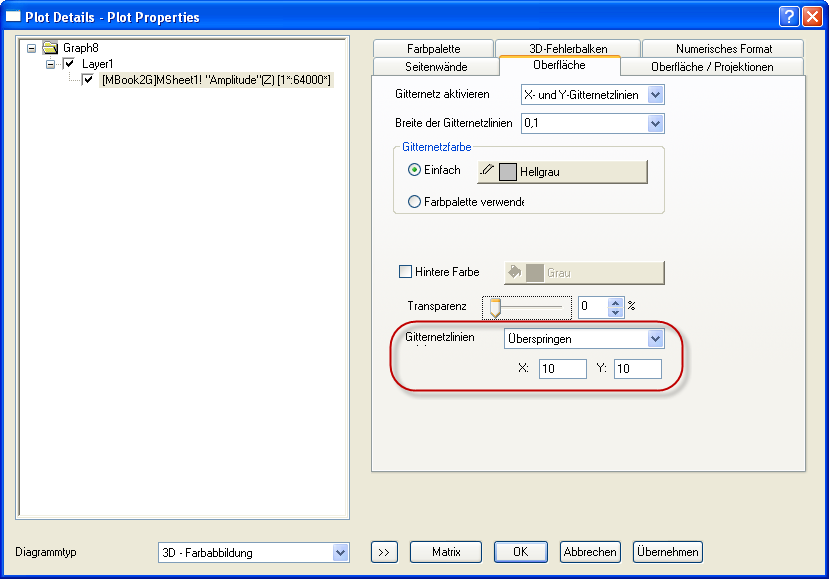 Plot Details - Plot Properties
Graph8
Layer1
[MBook2G]MSheet1! "Amplitude"(Z) [1*:64000*]
Farbpalette
3D-Fehlerbalken
Numerisches Format
Seitenwände
Oberfläche
Oberfläche / Projektionen
Gitternetz aktivieren
X- und Y-Gitternetzlinien
Breite der Gitternetzlinien
0,1
Gitternetzfarbe
Einfach
Hellgrau
Farbpalette verwende
Hintere Farbe
Grau
Transparenz
0
%
Gitternetzlinien
Überspringen
X: 10 Y: 10
Diagrammtyp
3D - Farbabbildung
>>
Matrix
OK
Abbrechen
Übernehmen